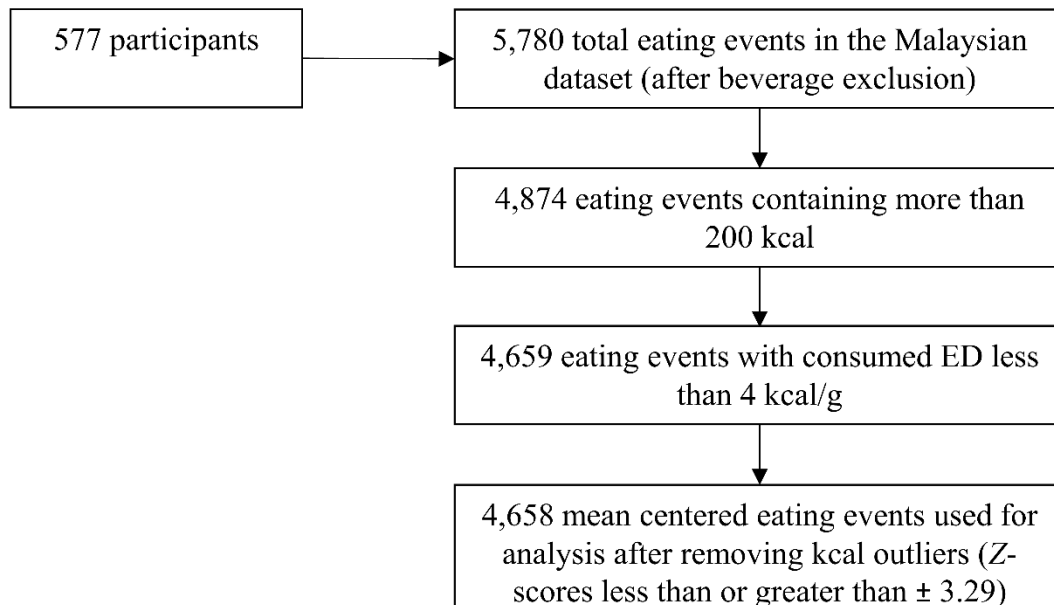 577 participants
5,780 total eating events in the Malaysian
dataset (after beverage exclusion)
4,874 eating events containing more than
200 kcal
4,659 eating events with consumed ED less
than 4 kcal/g
4,658 mean centered eating events used for
analysis after removing kcal outliers (Z-
scores less than or greater than ± 3.29)